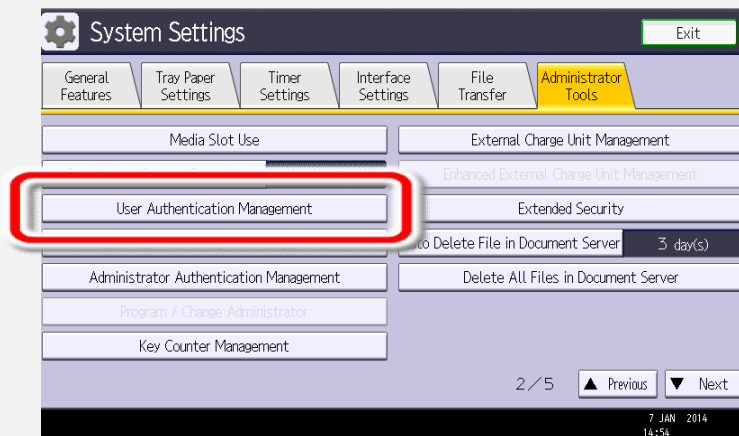 System Settings
Exit
General
Features
Tray Paper
Settings
Timer
Settings
Interface
Settings
File
Transfer
Administrator
Tools
Media Slot Use
External Charge Unit Management
Enhanced External Charge Unit Management
User Authentication Management
Extended Security
Delete File in Document Server
3 day(s)
Administrator Authentication Management
Delete All Files in Document Server
Program / Change Administrator
Key Counter Management
2/5
▲ Previous
▼ Next
7 JAN 2014
14:54